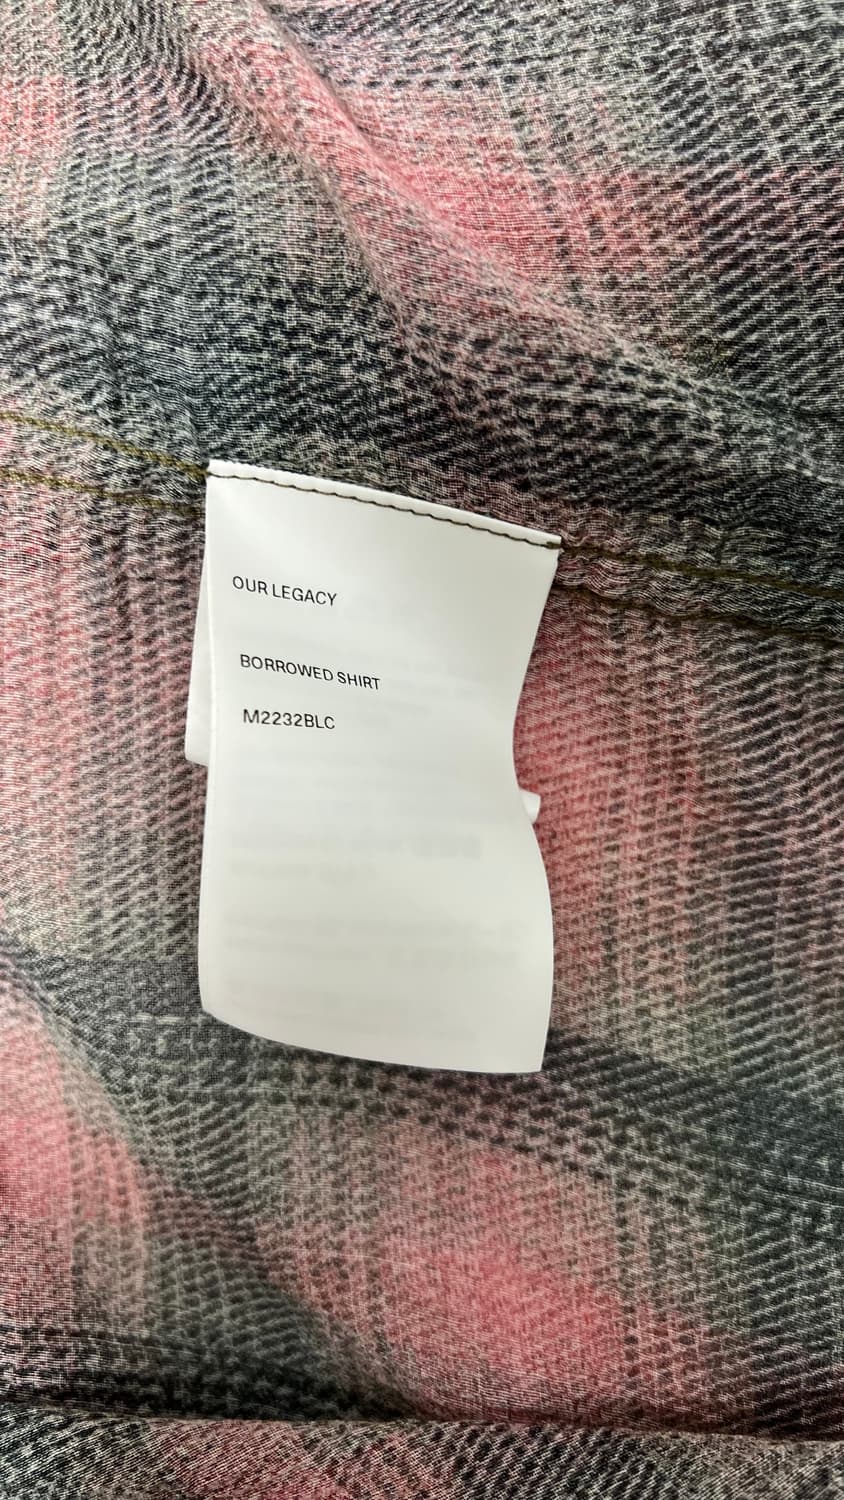 OUR LEGACY
BORROWED SHIRT
M2232BLC